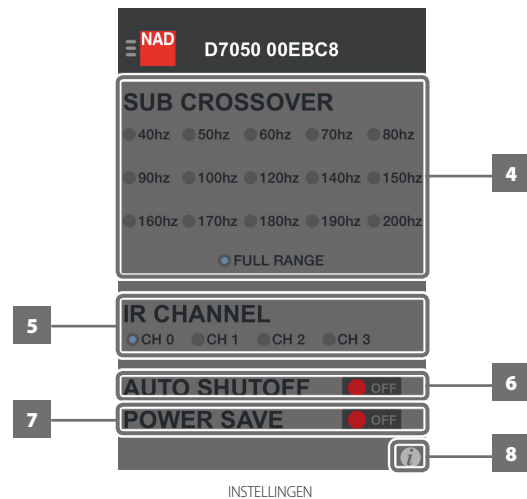 NAD
D7050 00EBC8
SUB CROSSOVER
40hz 50hz 60hz 70hz 80hz
90hz 100hz 120hz 140hz 150hz
160hz 170hz 180hz 190hz 200hz
FULL RANGE
4
IR CHANNEL
CH 0 CH 1 CH 2 CH 3
5
AUTO SHUTOFF OFF
6
POWER SAVE OFF
7
i
8
INSTELLINGEN